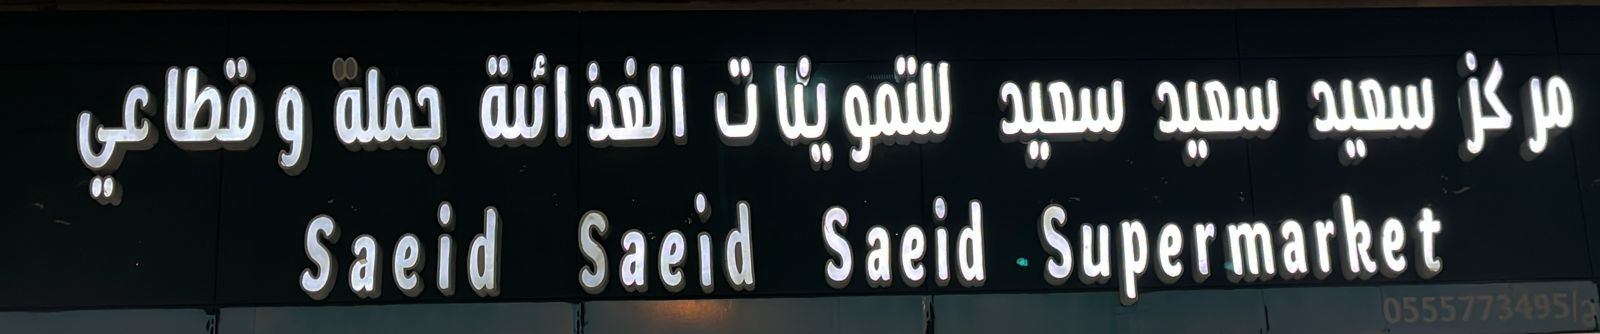 مركز سعيد سعيد سعيد للتموينات الغذائية جملة و قطاعي
Saeid Saeid Saeid Supermarket
0555773495|ج